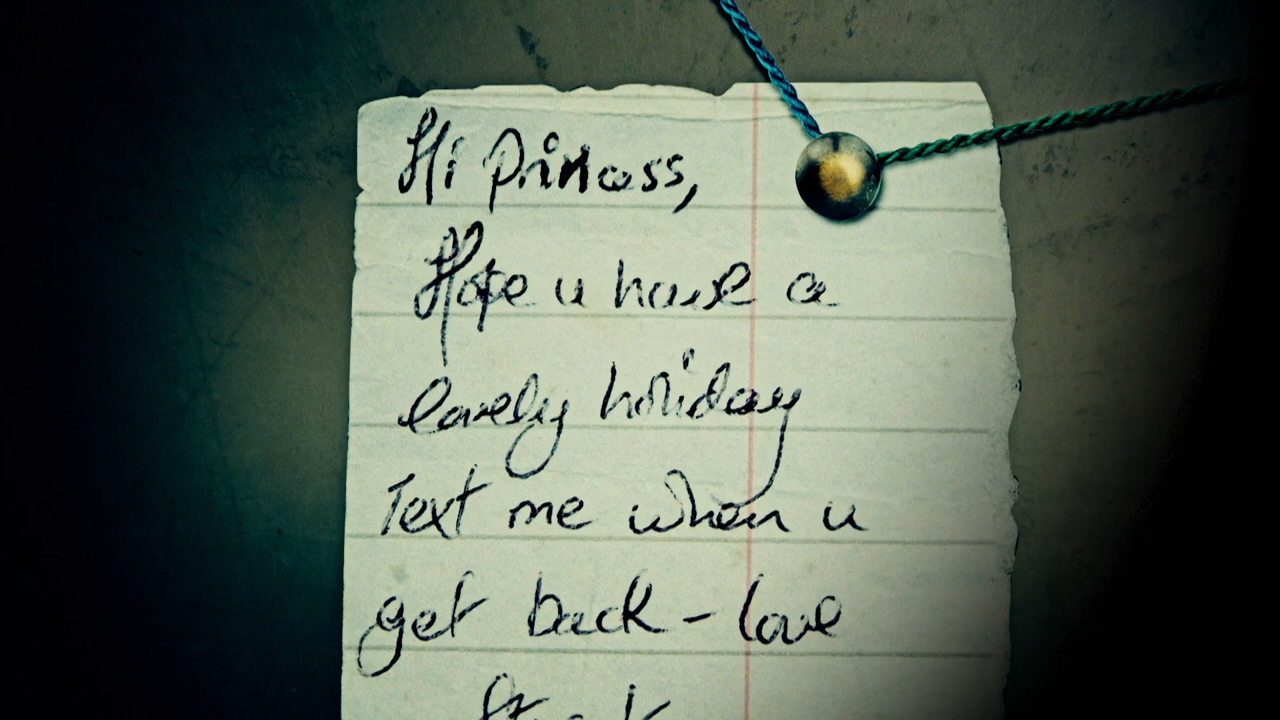 Hi Princess,
Hope u have a
lovely holiday
Text me when u
get back - love